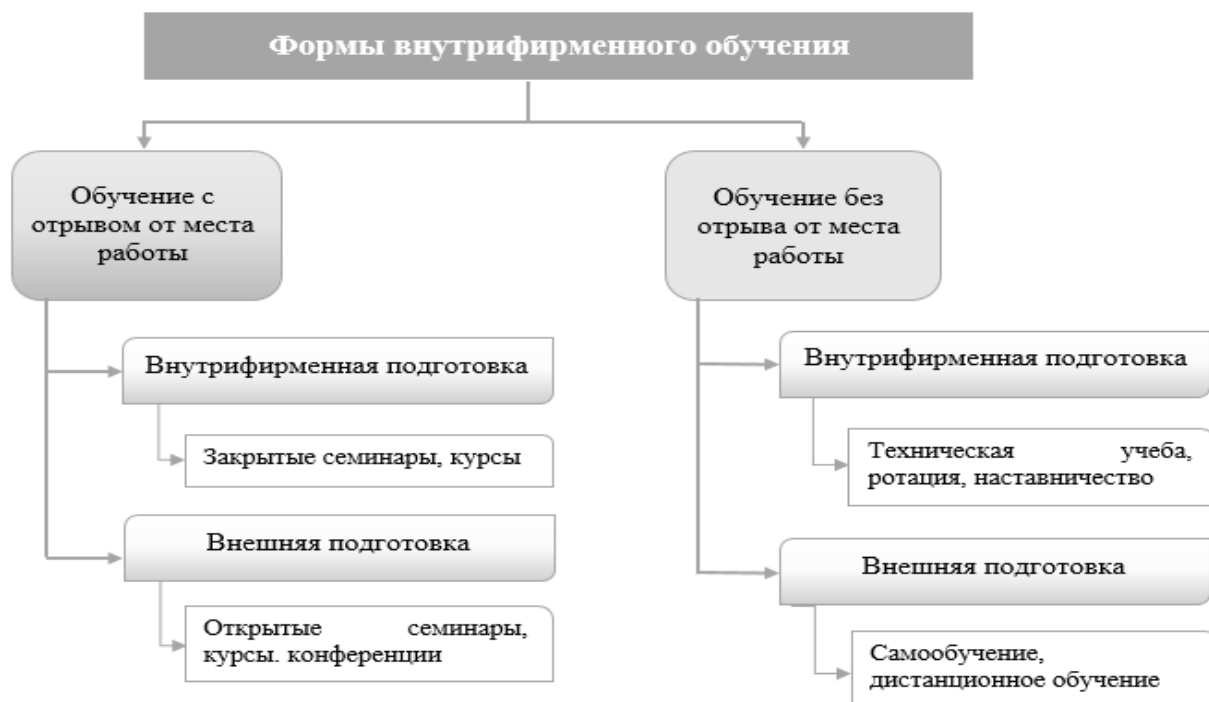 Формы внутрифирменного обучения
Обучение с
отрывом от места
работы
Внутрифирменная подготовка
Закрытые семинары, курсы
Внешняя подготовка
Открытые семинары,
курсы. конференции
Обучение без
отрыва от места
работы
Внутрифирменная подготовка
Техническая учеба,
ротация, наставничество
Внешняя подготовка
Самообучение,
дистанционное обучение